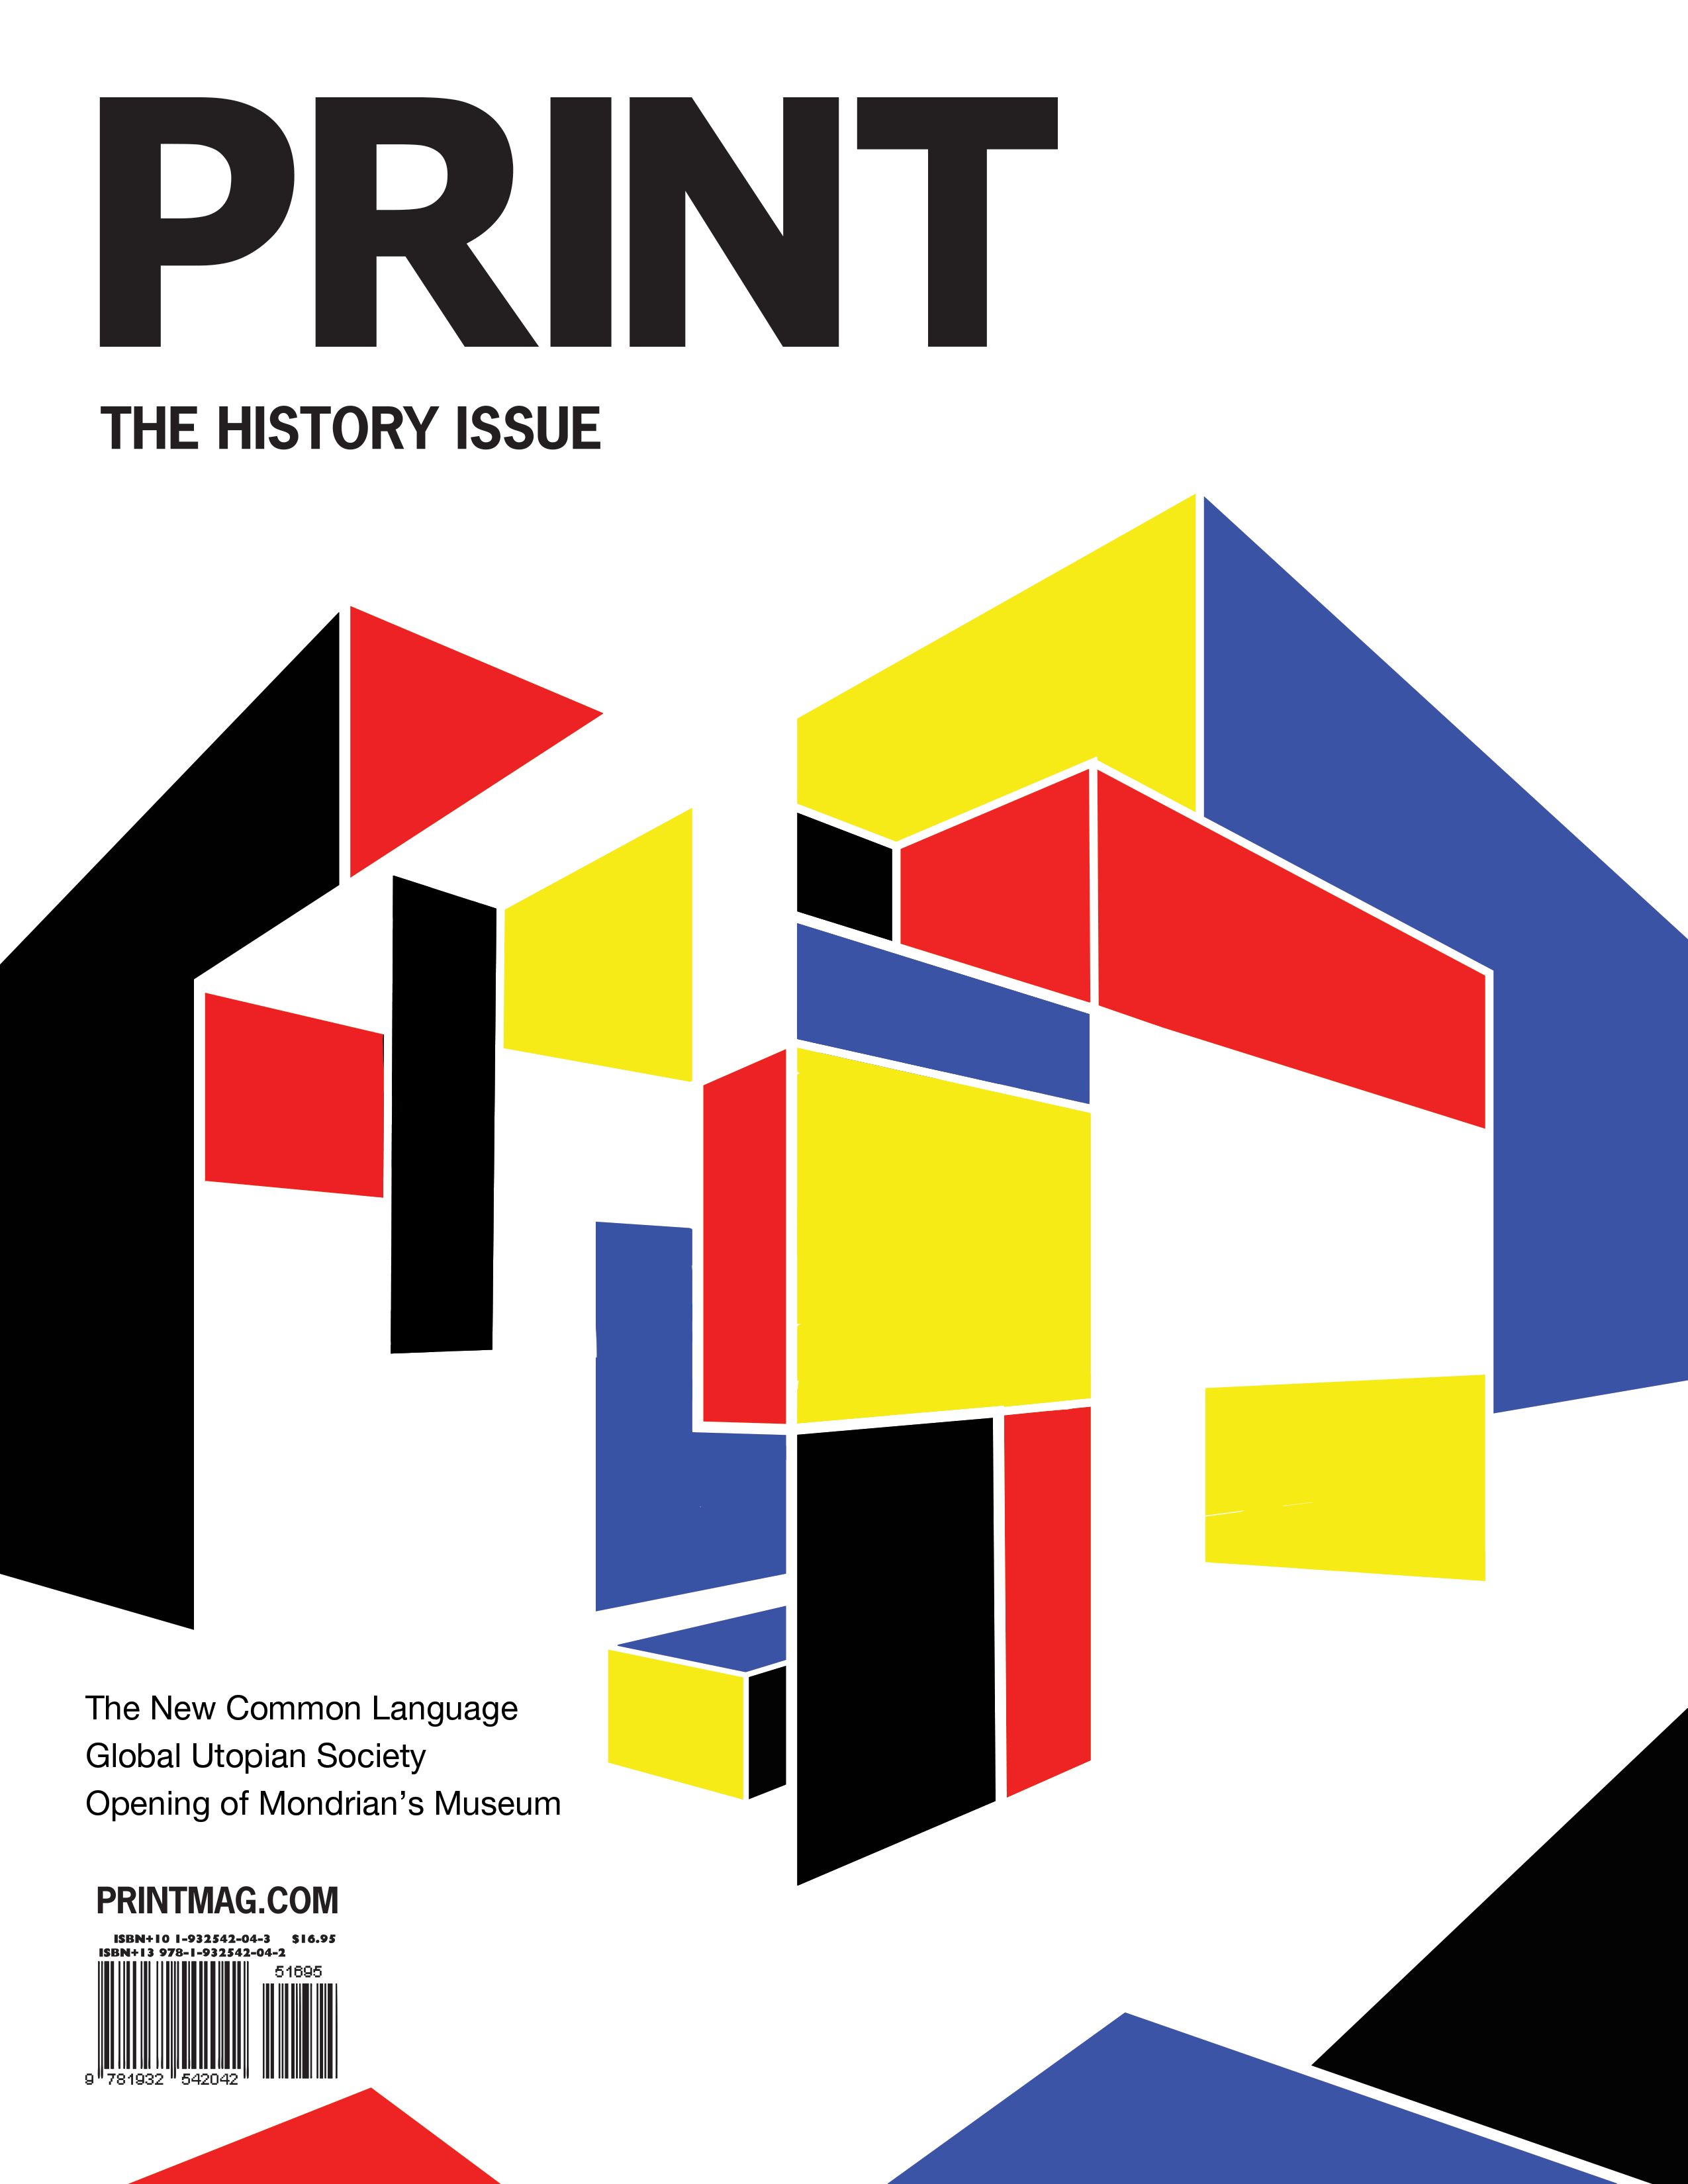 PRINT
THE HISTORY ISSUE
The New Common Language
Global Utopian Society
Opening of Mondrian’s Museum
PRINTMAG.COM
ISBN+10 1-932542-04-3 $16.95
ISBN+13 978-1-932542-04-2
51695
9 781932 542042